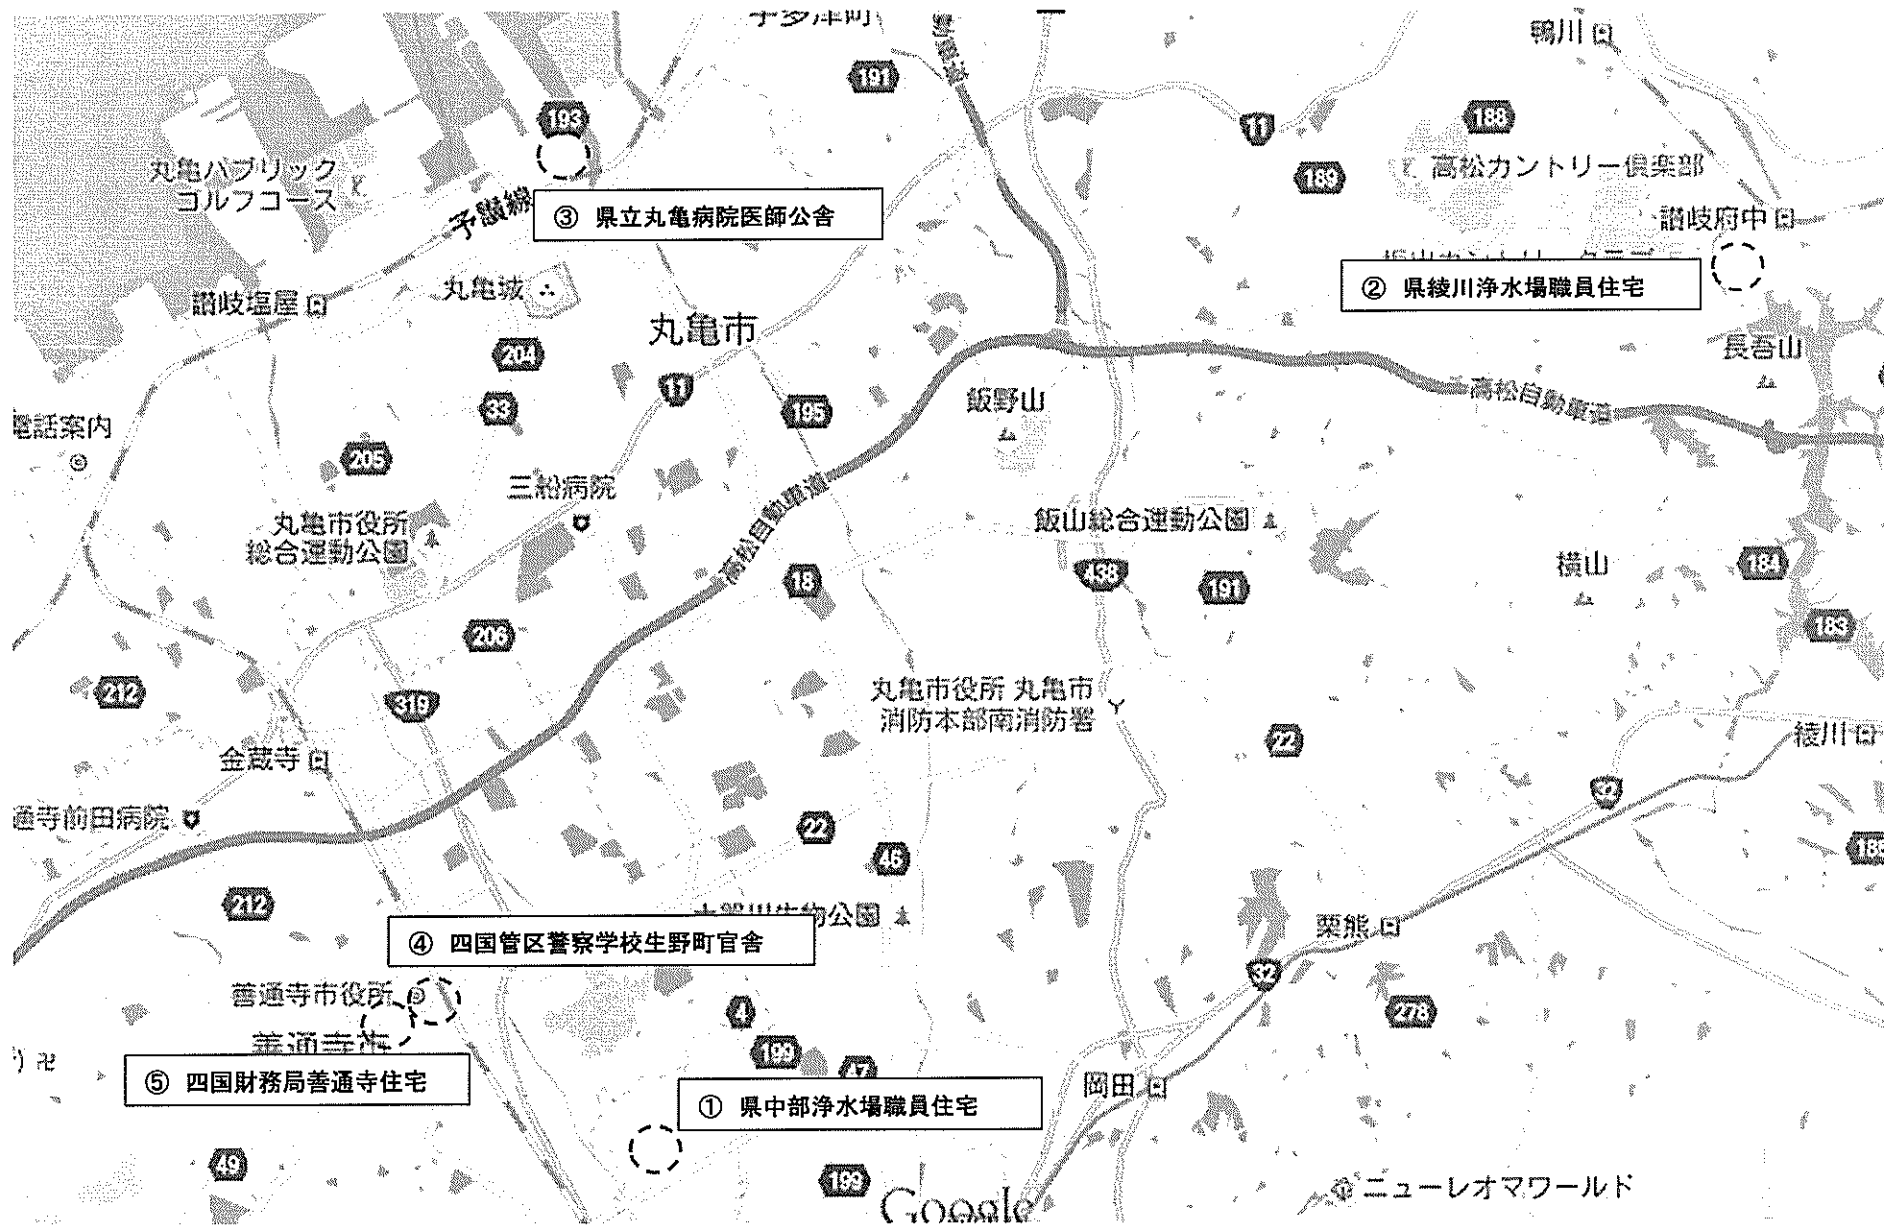 宇多津町
鴨川
191
193
11
188
189
高松カントリー倶楽部
丸亀パブリック
ゴルフコース
予讃線
③ 県立丸亀病院医師公舎
讃岐府中
② 県綾川浄水場職員住宅
丸亀城
讃岐塩屋
丸亀市
204
長吾山
11
33
195
飯野山
高松自動車道
電話案内
205
三船病院
高松自動車道
丸亀市役所
総合運動公園
飯山総合運動公園
18
438
191
横山
184
206
183
212
319
丸亀市役所 丸亀市
消防本部南消防署
22
綾川
金蔵寺
32
通寺前田病院
22
46
188
212
栗熊
④ 四国管区警察学校生野町官舎
32
善通寺市役所
4
278
善通寺市
199
47
⑤ 四国財務局善通寺住宅
① 県中部浄水場職員住宅
岡田
49
199
Google
ニューレオマワールド